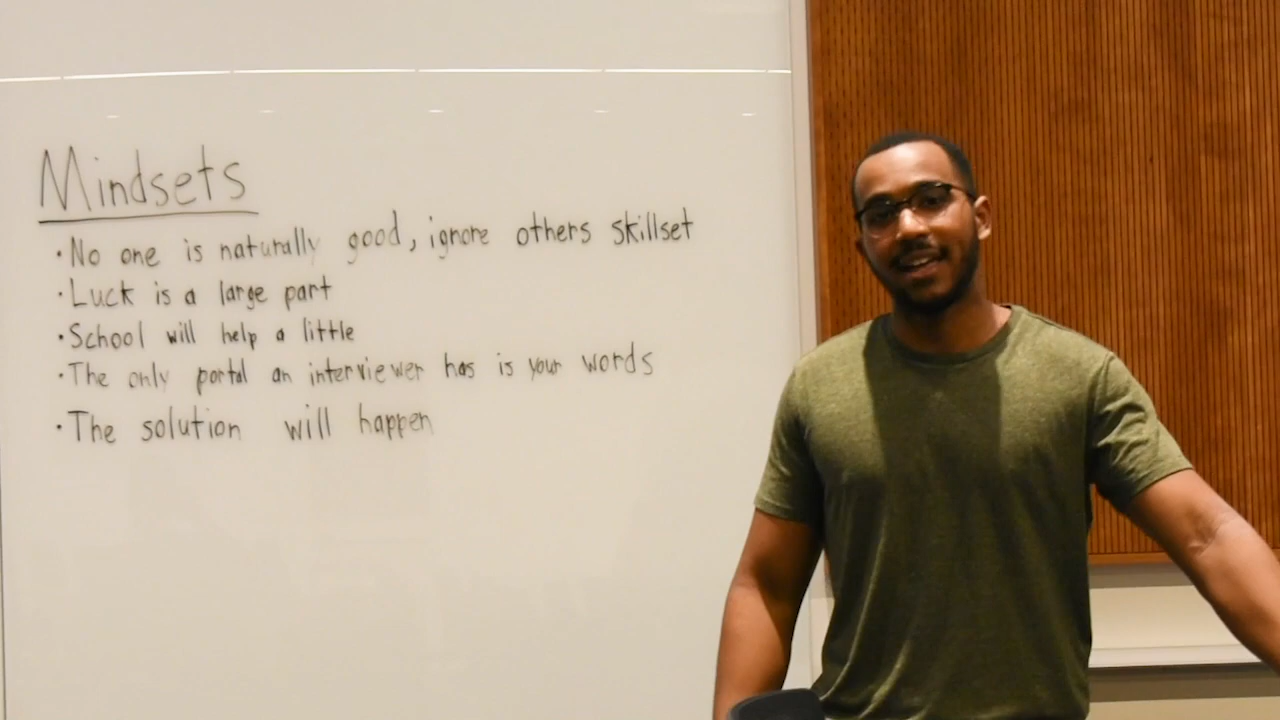 Mindsets
· No one is naturally good, ignore others skillset
· Luck is a large part
· School will help a little
· The only portal an interviewer has is your words
· The solution will happen